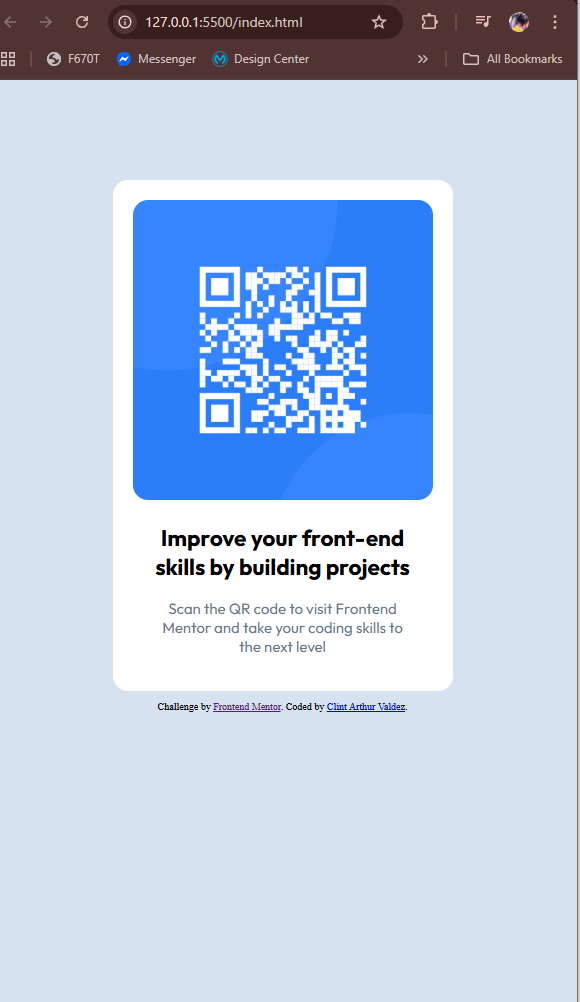 127.0.0.1:5500/index.html
F670T
Messenger
Design Center
All Bookmarks
Improve your front-end
skills by building projects
Scan the QR code to visit Frontend
Mentor and take your coding skills to
the next level
Challenge by Frontend Mentor. Coded by Clint Arthur Valdez.